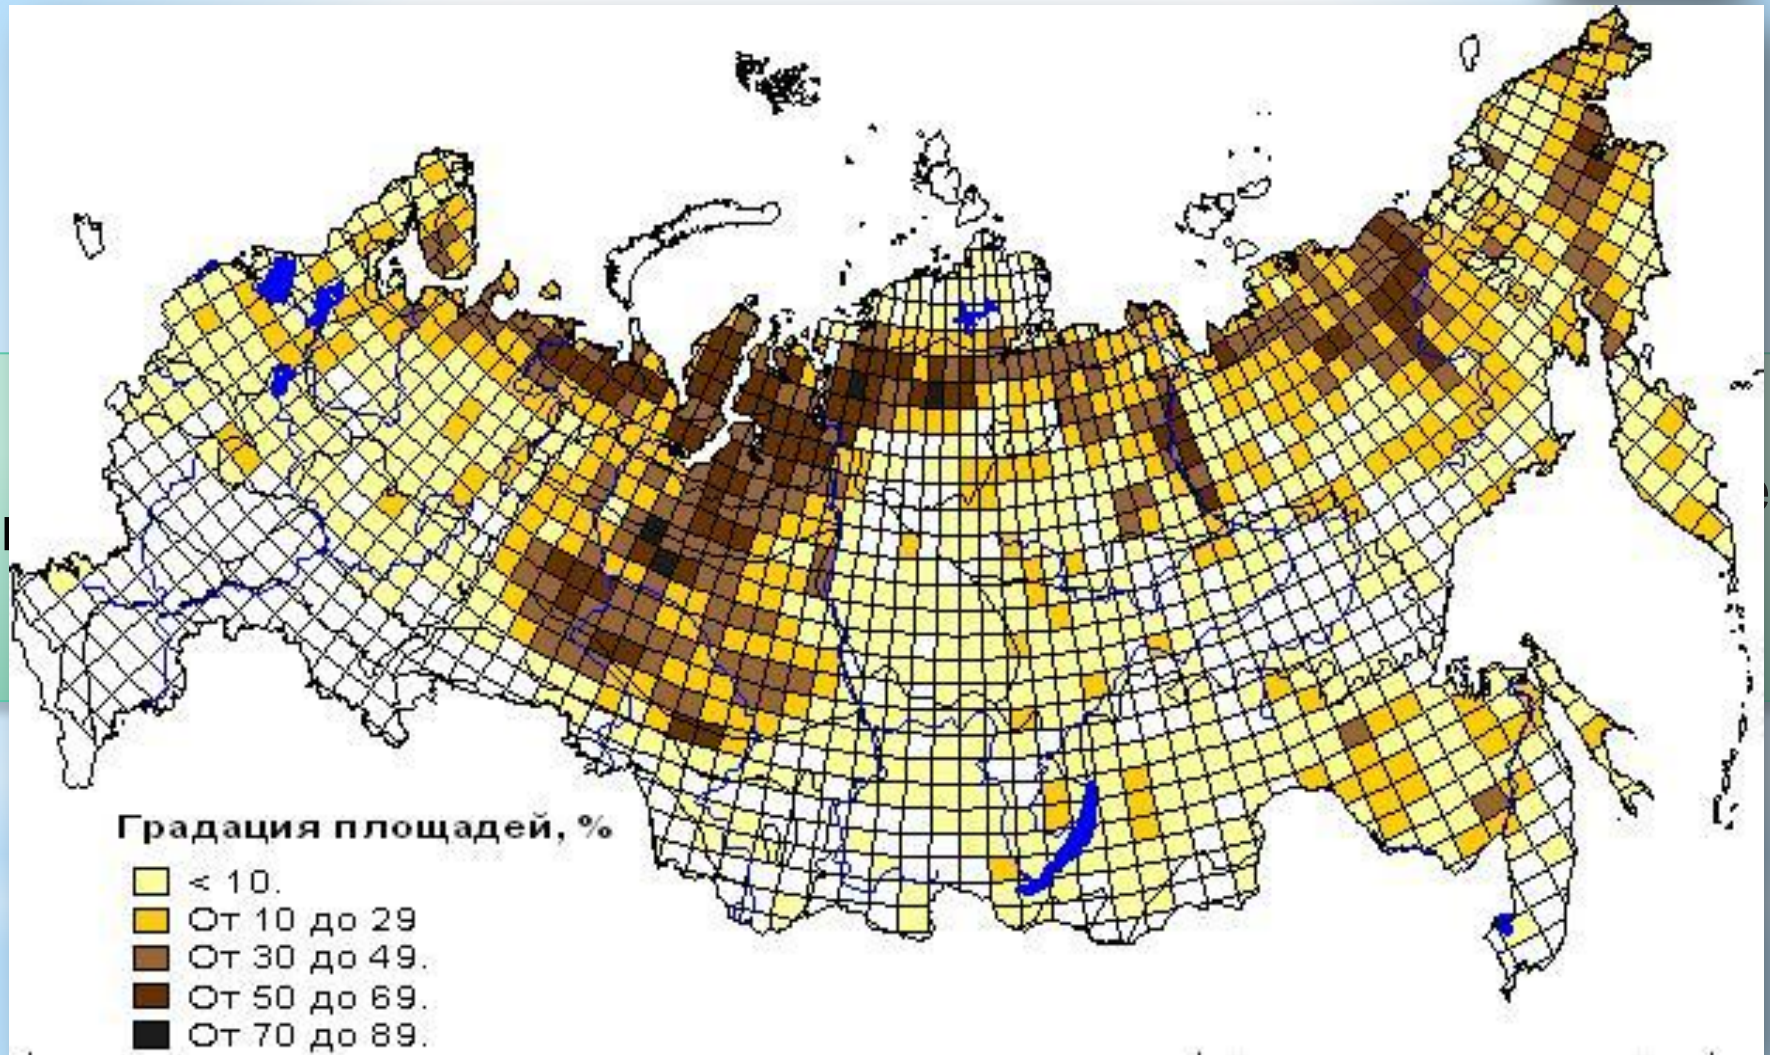 Градация площадей, %
< 10.
От 10 до 29
От 30 до 49.
От 50 до 69.
От 70 до 89.